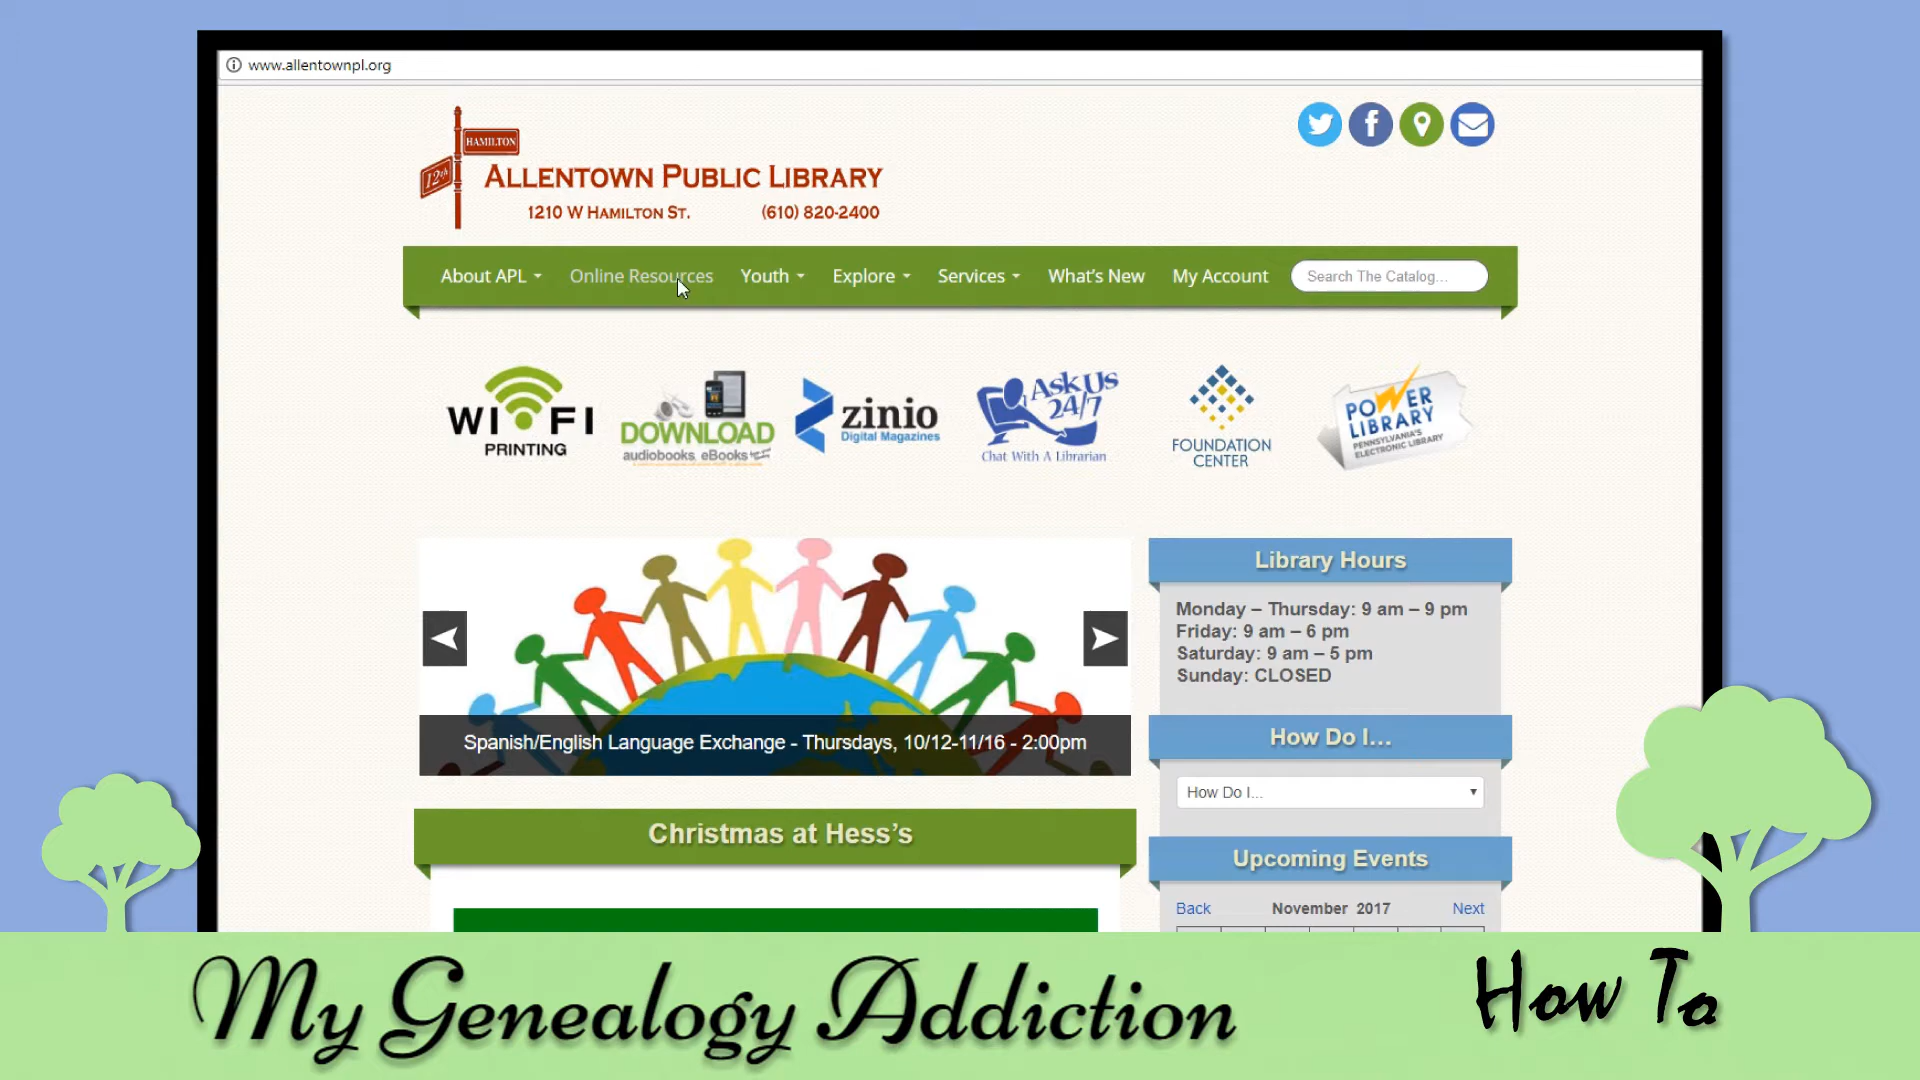 www.allentownpl.org
HAMILTON
12th
ALLENTOWN PUBLIC LIBRARY
1210 W HAMILTON ST. (610) 820-2400
About APL Online Resources Youth Explore Services What's New My Account Search The Catalog...
WI FI
PRINTING
DOWNLOAD
audiobooks, eBooks
zinio
Digital Magazines
Ask Us
24/7
Chat With A Librarian
FOUNDATION
CENTER
POWER
LIBRARY
PENNSYLVANIA'S
ELECTRONIC LIBRARY
Spanish/English Language Exchange - Thursdays, 10/12-11/16 - 2:00pm
Christmas at Hess's
Library Hours
Monday – Thursday: 9 am – 9 pm
Friday: 9 am – 6 pm
Saturday: 9 am – 5 pm
Sunday: CLOSED
How Do I...
How Do I...
Upcoming Events
Back November 2017 Next
My Genealogy Addiction
How To